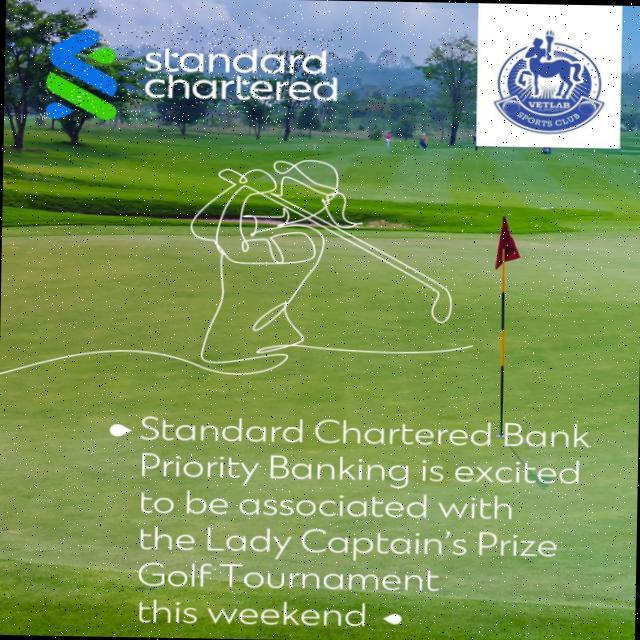 standard
chartered
VETLAB
SPORTS CLUB
Standard Chartered Bank
Priority Banking is excited
to be associated with
the Lady Captain's Prize
Golf Tournament
this weekend